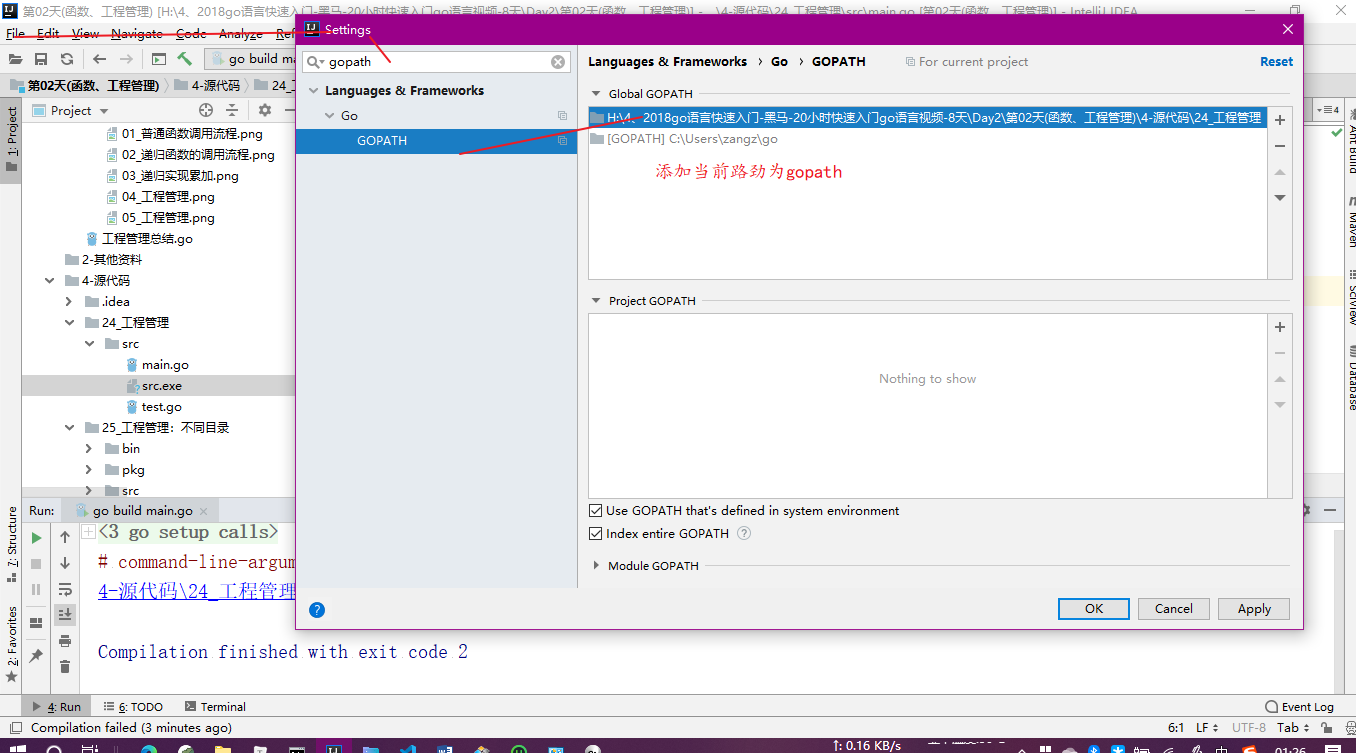 第02天(函数、工程管理) [H:\4、2018go语言快速入门-黑马-20小时快速入门go语言视频-8天\Day2\第02天(函数、工程管理)] - ...\4-源代码\24_工程管理\src\main.go [第02天(函数、工程管理)] - IntelliJ IDEA
File Edit View Navigate Code Analyze Ref
go build ma
第02天(函数、工程管理) 4-源代码 24_
Project
1: Project
01_普通函数调用流程.png
02_递归函数的调用流程.png
03_递归实现累加.png
04_工程管理.png
05_工程管理.png
工程管理总结.go
2-其他资料
4-源代码
.idea
24_工程管理
src
main.go
src.exe
test.go
25_工程管理：不同目录
bin
pkg
src
Settings
gopath
Languages & Frameworks
Go
GOPATH
Languages & Frameworks › Go › GOPATH
For current project
Reset
Global GOPATH
H:\4、2018go语言快速入门-黑马-20小时快速入门go语言视频-8天\Day2\第02天(函数、工程管理)\4-源代码\24_工程管理
[GOPATH] C:\Users\zangz\go
添加当前路劲为gopath
Project GOPATH
Nothing to show
Use GOPATH that's defined in system environment
Index entire GOPATH
Module GOPATH
OK Cancel Apply
4
Ant Build
Maven
SciView
Database
Run: go build main.go
7: Structure
2: Favorites
<3 go setup calls>
# command-line-argum
4-源代码\24_工程管理
Compilation finished with exit code 2
4: Run 6: TODO Terminal
Event Log
Compilation failed (3 minutes ago)
6:1 LF UTF-8 Tab
↑: 0.16 KB/s
中
01:26